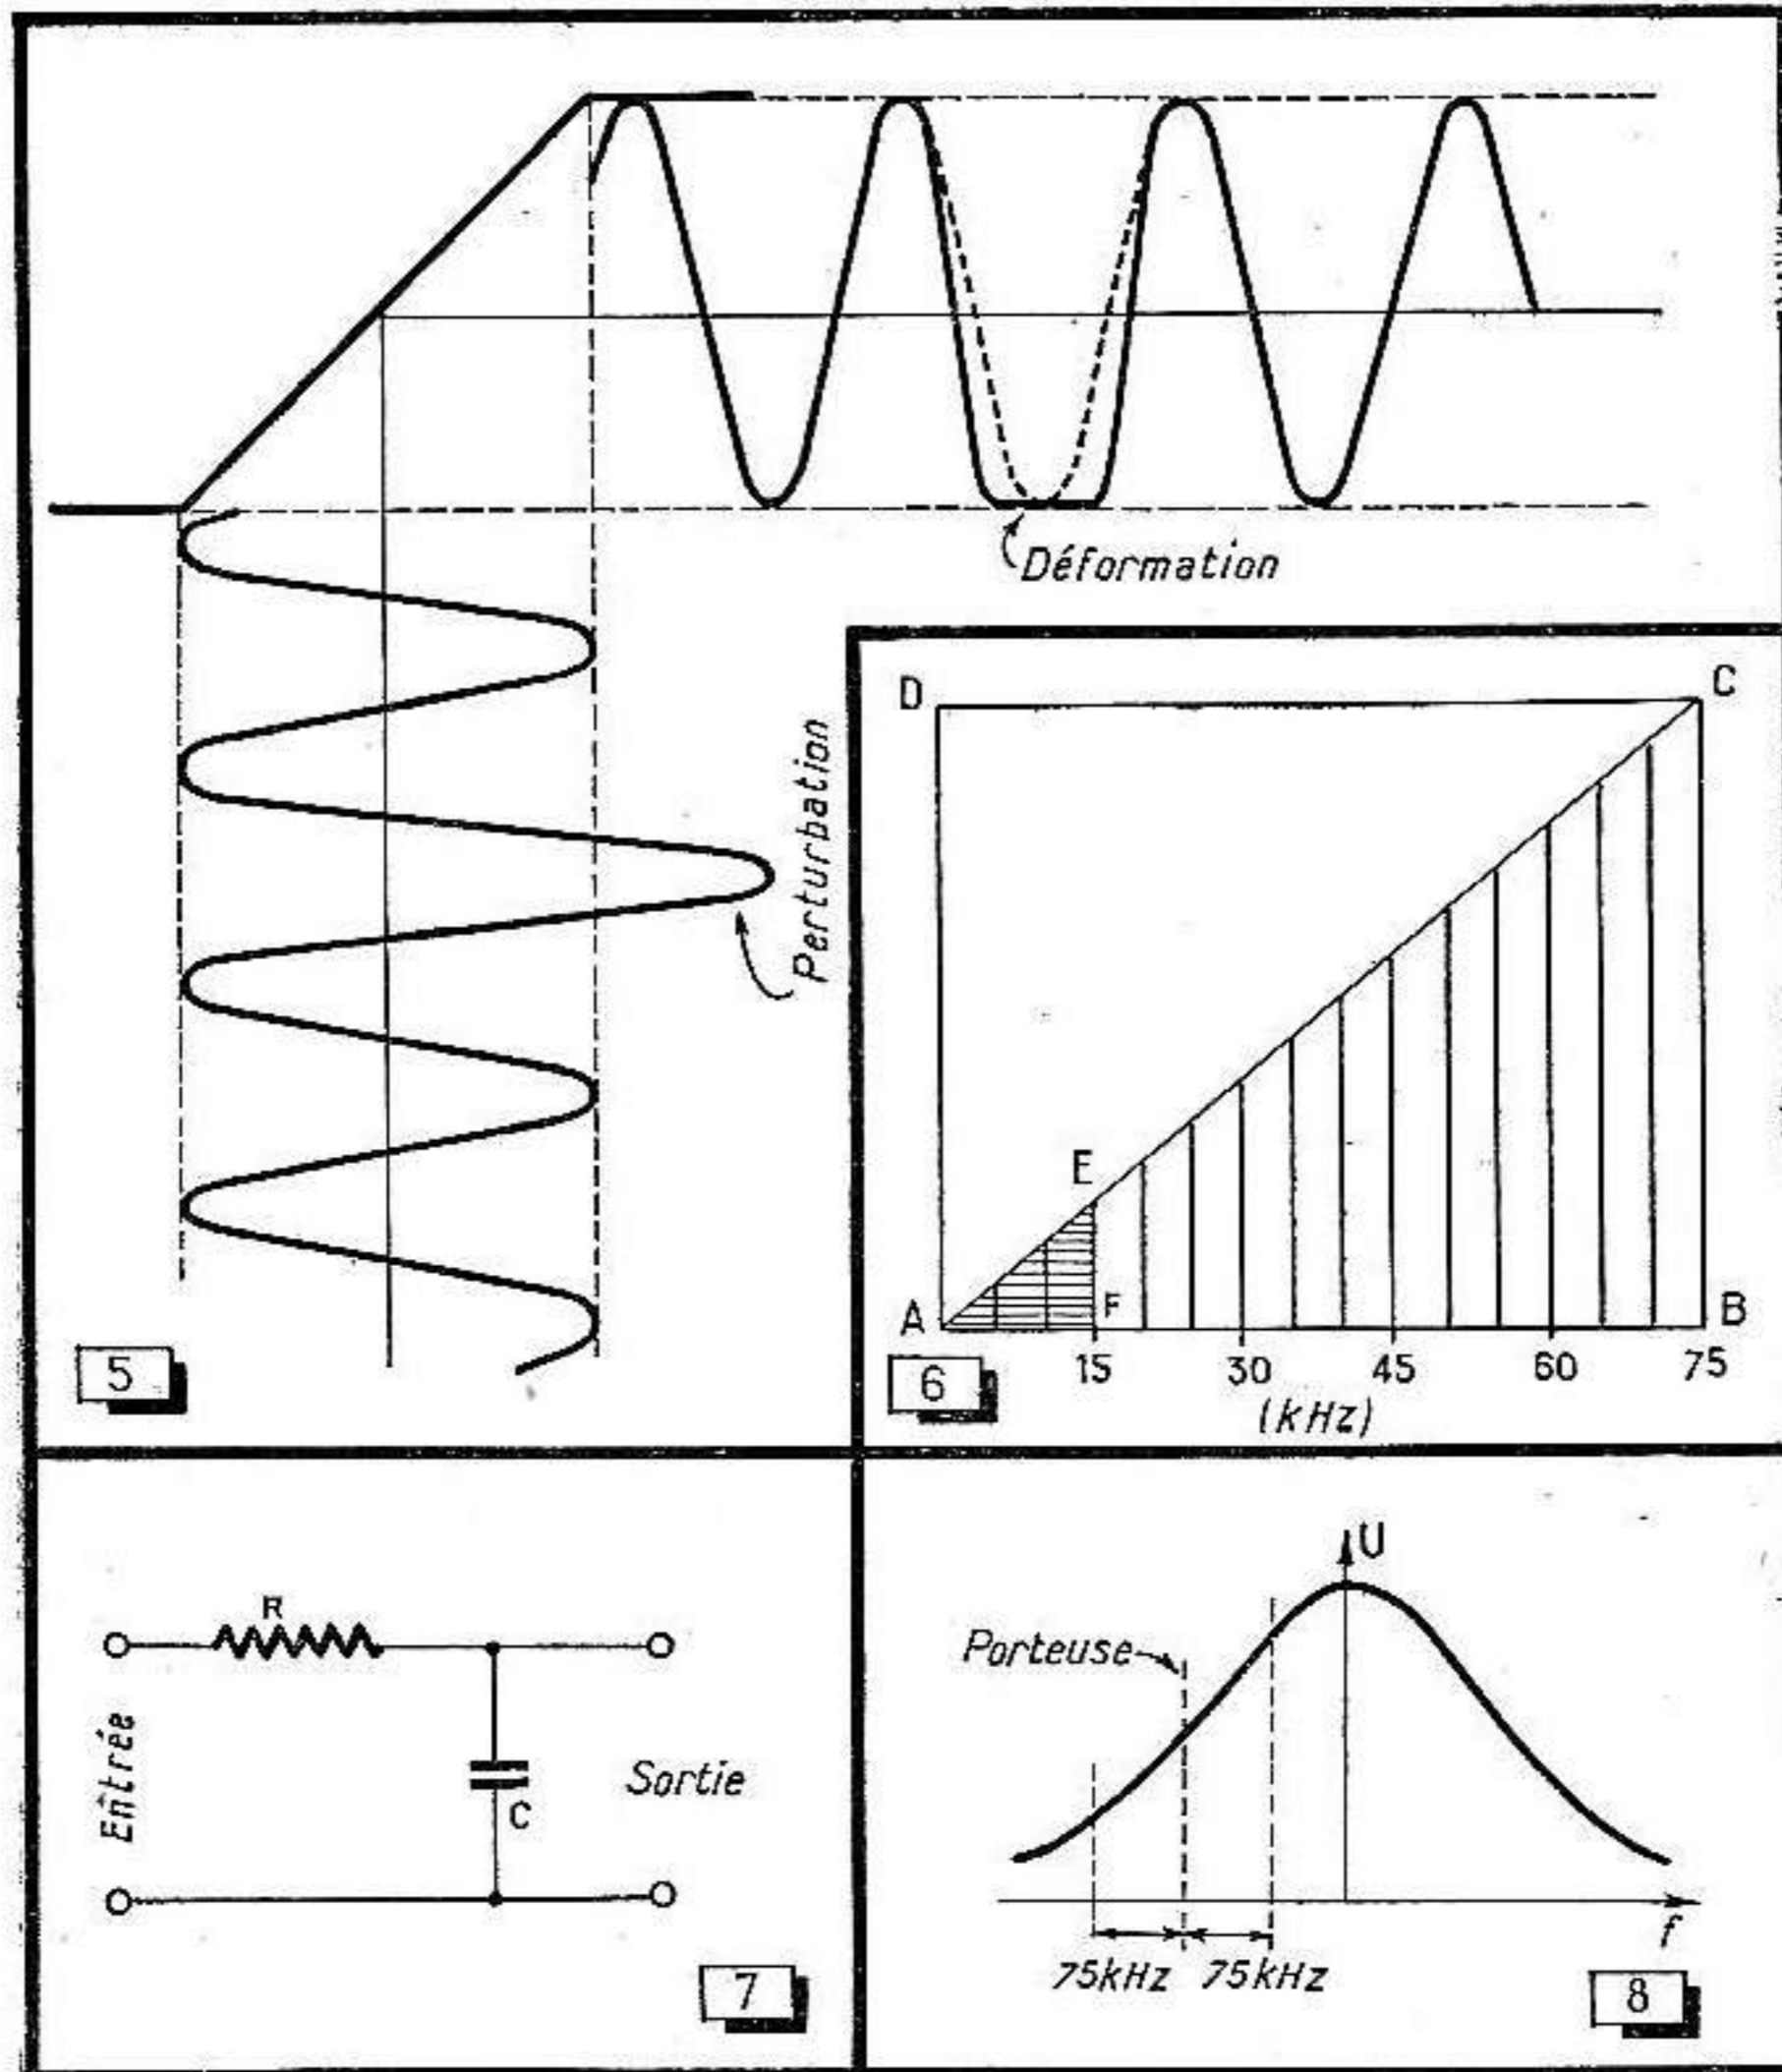 Déformation
Perturbation
5
D
C
E
A
F
B
15
30
45
60
75
(kHz)
6
R
Entrée
C
Sortie
7
U
Porteuse
f
75kHz
75kHz
8